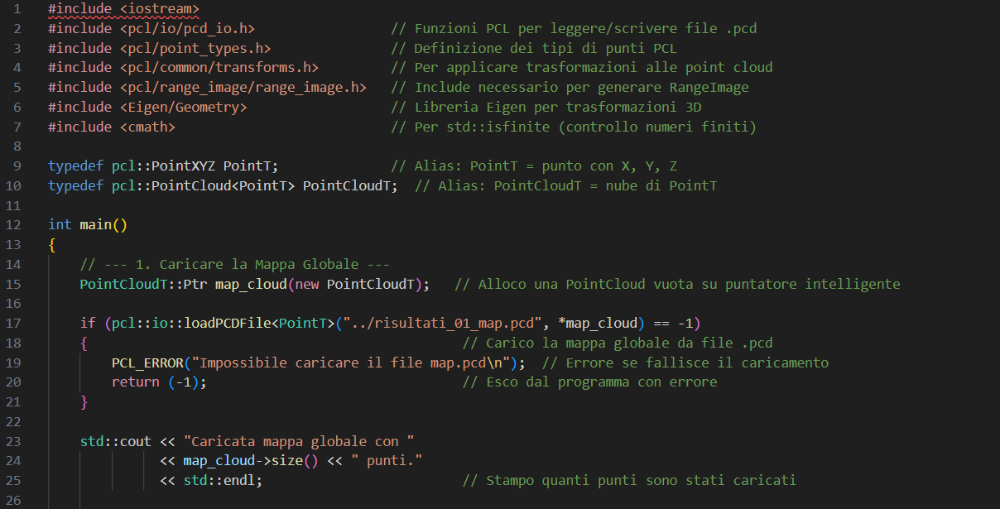 1 #include <iostream>
2 #include <pcl/io/pcd_io.h> // Funzioni PCL per leggere/scrivere file .pcd
3 #include <pcl/point_types.h> // Definizione dei tipi di punti PCL
4 #include <pcl/common/transforms.h> // Per applicare trasformazioni alle point cloud
5 #include <pcl/range_image/range_image.h> // Include necessario per generare RangeImage
6 #include <Eigen/Geometry> // Libreria Eigen per trasformazioni 3D
7 #include <cmath> // Per std::isfinite (controllo numeri finiti)
8
9 typedef pcl::PointXYZ PointT; // Alias: PointT = punto con X, Y, Z
10 typedef pcl::PointCloud<PointT> PointCloudT; // Alias: PointCloudT = nube di PointT
11
12 int main()
13 {
14 // --- 1. Caricare la Mappa Globale ---
15 PointCloudT::Ptr map_cloud(new PointCloudT); // Alloco una PointCloud vuota su puntatore intelligente
16
17 if (pcl::io::loadPCDFile<PointT>("../risultati_01_map.pcd", *map_cloud) == -1)
18 { // Carico la mappa globale da file .pcd
19 PCL_ERROR("Impossibile caricare il file map.pcd\n"); // Errore se fallisce il caricamento
20 return (-1); // Esco dal programma con errore
21 }
22
23 std::cout << "Caricata mappa globale con "
24 << map_cloud->size() << " punti."
25 << std::endl; // Stampo quanti punti sono stati caricati
26